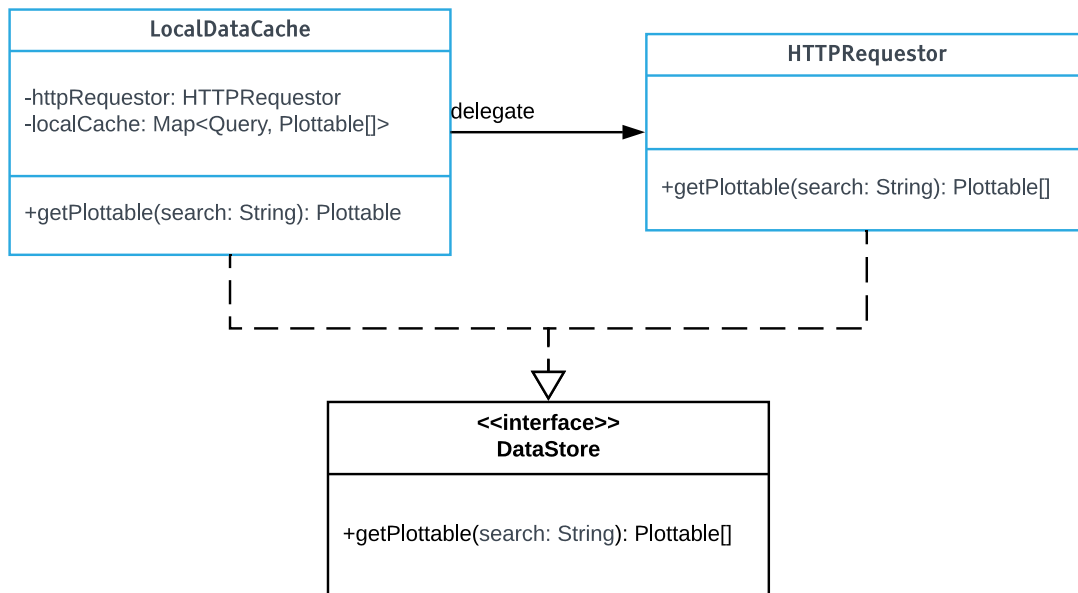 LocalDataCache
-httpRequestor: HTTPRequestor
-localCache: Map<Query, Plottable[]>
+getPlottable(search: String): Plottable
delegate
HTTPRequestor
+getPlottable(search: String): Plottable[]
<<interface>>
DataStore
+getPlottable(search: String): Plottable[]